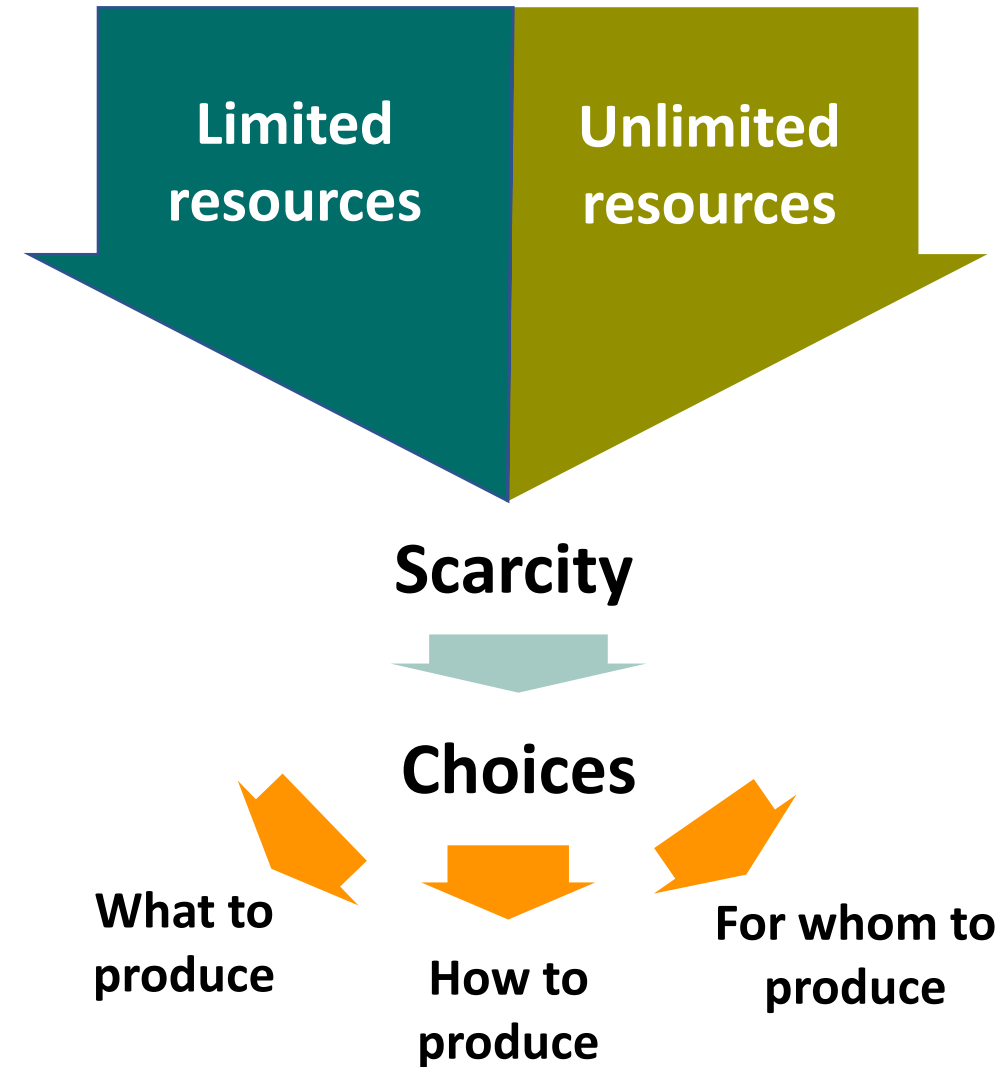 Limited
resources
Unlimited
resources
Scarcity
Choices
What to
produce
How to
produce
For whom to
produce